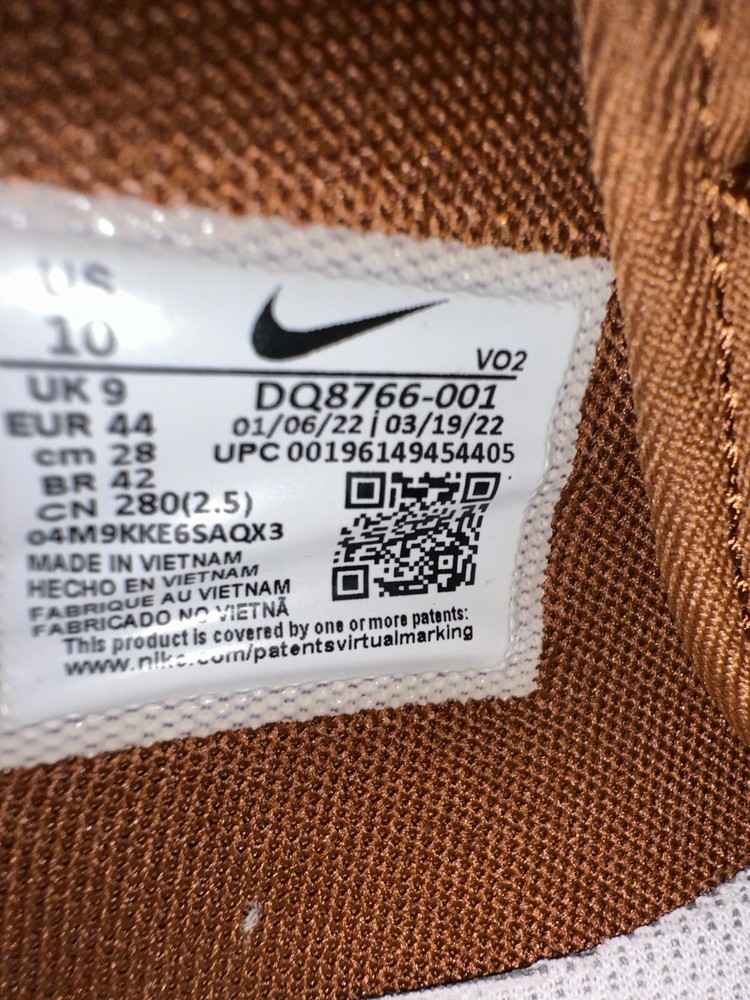 US
10
VO2
UK 9
DQ8766-001
EUR 44
01/06/22 | 03/19/22
cm 28
UPC 00196149454405
BR 42
CN 280(2.5)
o4M9KKE6SAQX3
MADE IN VIETNAM
HECHO EN VIETNAM
FABRIQUE AU VIETNAM
FABRICADO NO VIETNÃ
This product is covered by one or more patents:
www.nike.com/patentsvirtualmarking